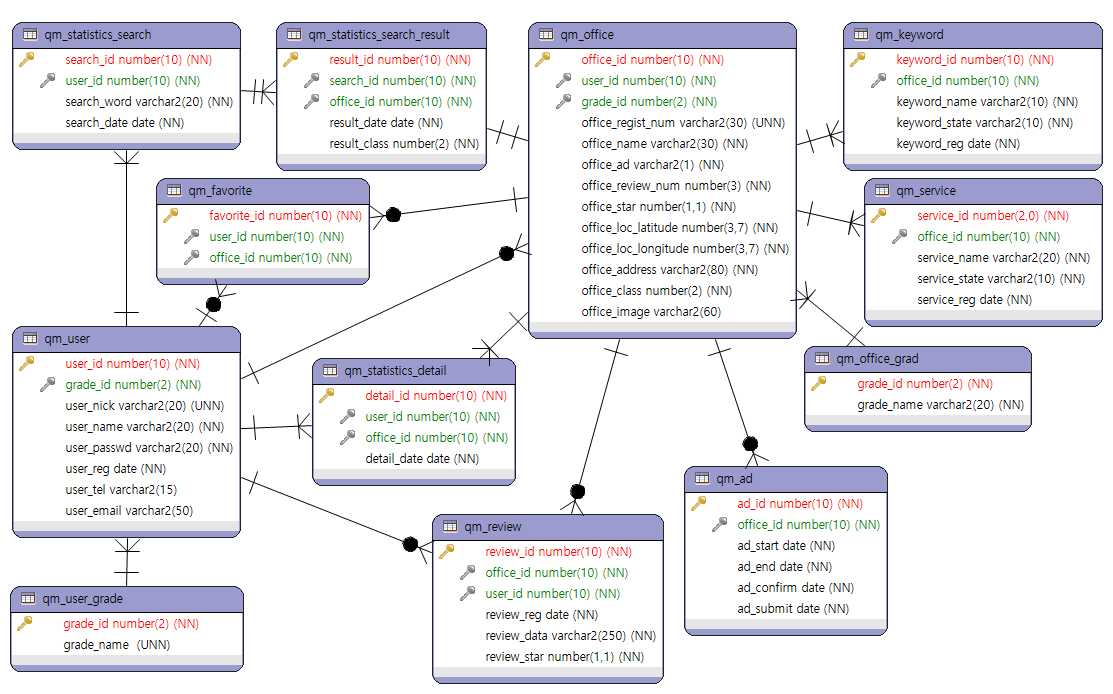 qm_statistics_search
search_id number(10) (NN)
user_id number(10) (NN)
search_word varchar2(20) (NN)
search_date date (NN)
qm_statistics_search_result
result_id number(10) (NN)
search_id number(10) (NN)
office_id number(10) (NN)
result_date date (NN)
result_class number(2) (NN)
qm_office
office_id number(10) (NN)
user_id number(10) (NN)
grade_id number(2) (NN)
office_regist_num varchar2(30) (UNN)
office_name varchar2(30) (NN)
office_ad varchar2(1) (NN)
office_review_num number(3) (NN)
office_star number(1,1) (NN)
office_loc_latitude number(3,7) (NN)
office_loc_longitude number(3,7) (NN)
office_address varchar2(80) (NN)
office_class number(2) (NN)
office_image varchar2(60)
qm_keyword
keyword_id number(10) (NN)
office_id number(10) (NN)
keyword_name varchar2(10) (NN)
keyword_state varchar2(10) (NN)
keyword_reg date (NN)
qm_favorite
favorite_id number(10) (NN)
user_id number(10) (NN)
office_id number(10) (NN)
qm_service
service_id number(2,0) (NN)
office_id number(10) (NN)
service_name varchar2(20) (NN)
service_state varchar2(10) (NN)
service_reg date (NN)
qm_user
user_id number(10) (NN)
grade_id number(2) (NN)
user_nick varchar2(20) (UNN)
user_name varchar2(20) (NN)
user_passwd varchar2(20) (NN)
user_reg date (NN)
user_tel varchar2(15)
user_email varchar2(50)
qm_statistics_detail
detail_id number(10) (NN)
user_id number(10) (NN)
office_id number(10) (NN)
detail_date date (NN)
qm_office_grad
grade_id number(2) (NN)
grade_name varchar2(20) (NN)
qm_ad
ad_id number(10) (NN)
office_id number(10) (NN)
ad_start date (NN)
ad_end date (NN)
ad_confirm date (NN)
ad_submit date (NN)
qm_review
review_id number(10) (NN)
office_id number(10) (NN)
user_id number(10) (NN)
review_reg date (NN)
review_data varchar2(250) (NN)
review_star number(1,1) (NN)
qm_user_grade
grade_id number(2) (NN)
grade_name (UNN)